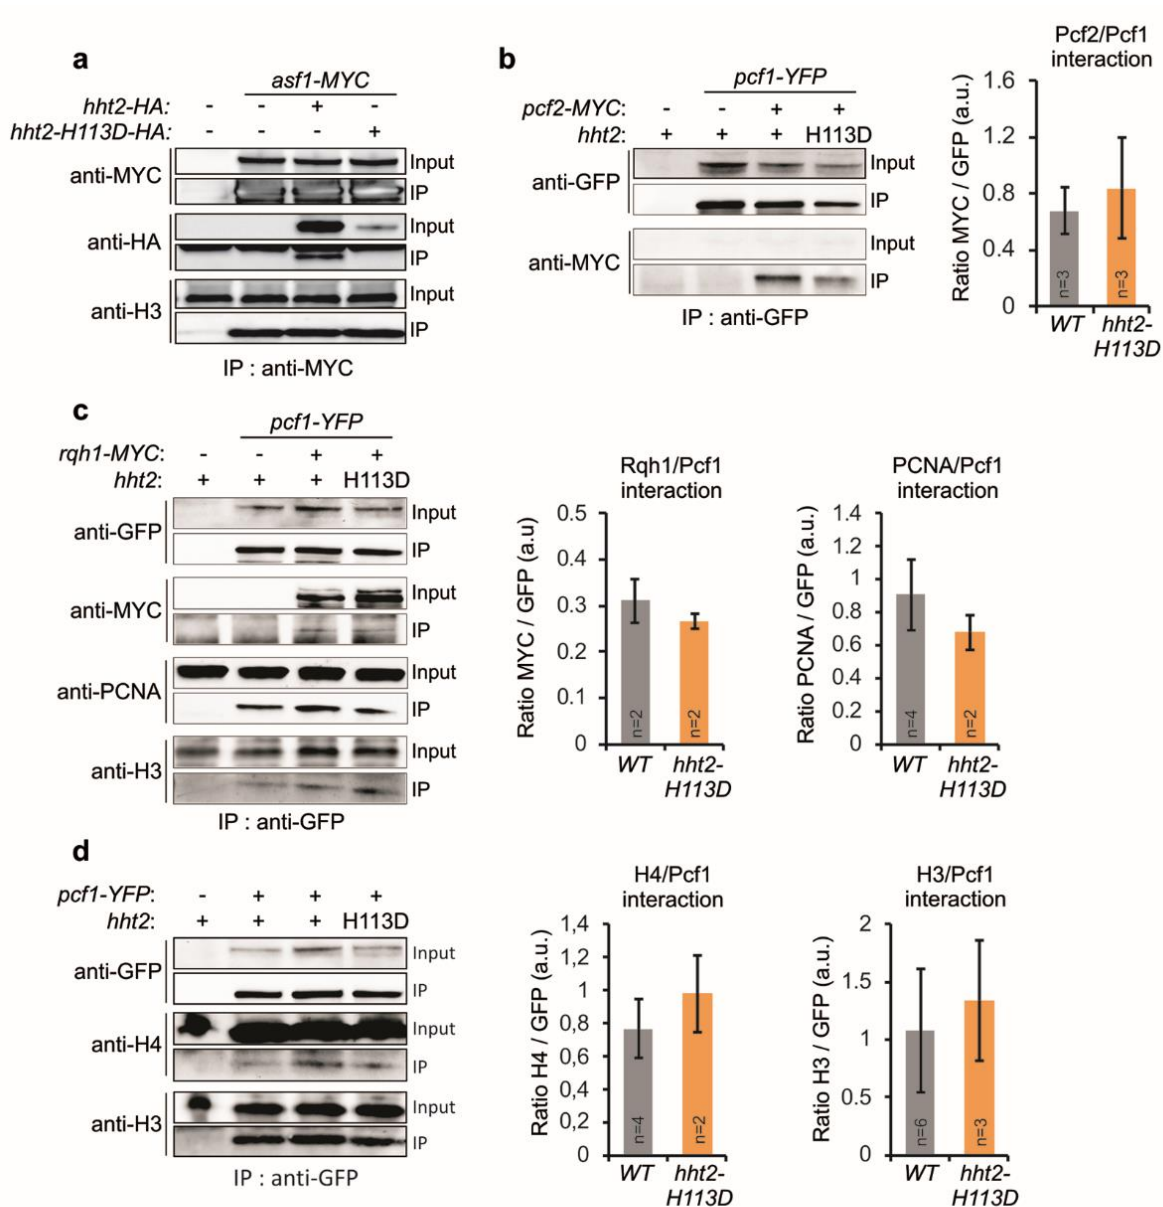 a
asf1-MYC
hht2-HA: - - + -
hht2-H113D-HA: - - - +
anti-MYC
Input
IP
anti-HA
Input
IP
anti-H3
Input
IP
IP : anti-MYC
b
pcf1-YFP
pcf2-MYC: - - + +
hht2: + + + H113D
anti-GFP
Input
IP
anti-MYC
Input
IP
IP : anti-GFP
Pcf2/Pcf1
interaction
Ratio MYC / GFP (a.u.)
1.6
1.2
0.8
0.4
0
n=3
n=3
WT
hht2-
H113D
c
pcf1-YFP
rqh1-MYC: - - + +
hht2: + + + H113D
anti-GFP
Input
IP
anti-MYC
Input
IP
anti-PCNA
Input
IP
anti-H3
Input
IP
IP : anti-GFP
Rqh1/Pcf1
interaction
Ratio MYC / GFP (a.u)
0.5
0.4
0.3
0.2
0.1
0
n=2
n=2
WT
hht2-
H113D
PCNA/Pcf1
interaction
Ratio PCNA / GFP (a.u.)
1.4
1.2
1
0.8
0.6
0.4
0.2
0
n=4
n=2
WT
hht2-
H113D
d
pcf1-YFP: - + + +
hht2: + + + H113D
anti-GFP
Input
IP
anti-H4
Input
IP
anti-H3
Input
IP
IP : anti-GFP
H4/Pcf1
interaction
Ratio H4 / GFP (a.u.)
1,4
1,2
1
0,8
0,6
0,4
0,2
0
n=4
n=2
WT
hht2-
H113D
H3/Pcf1
interaction
Ratio H3 / GFP (a.u.)
2
1.5
1
0.5
0
n=6
n=3
WT
hht2-
H113D